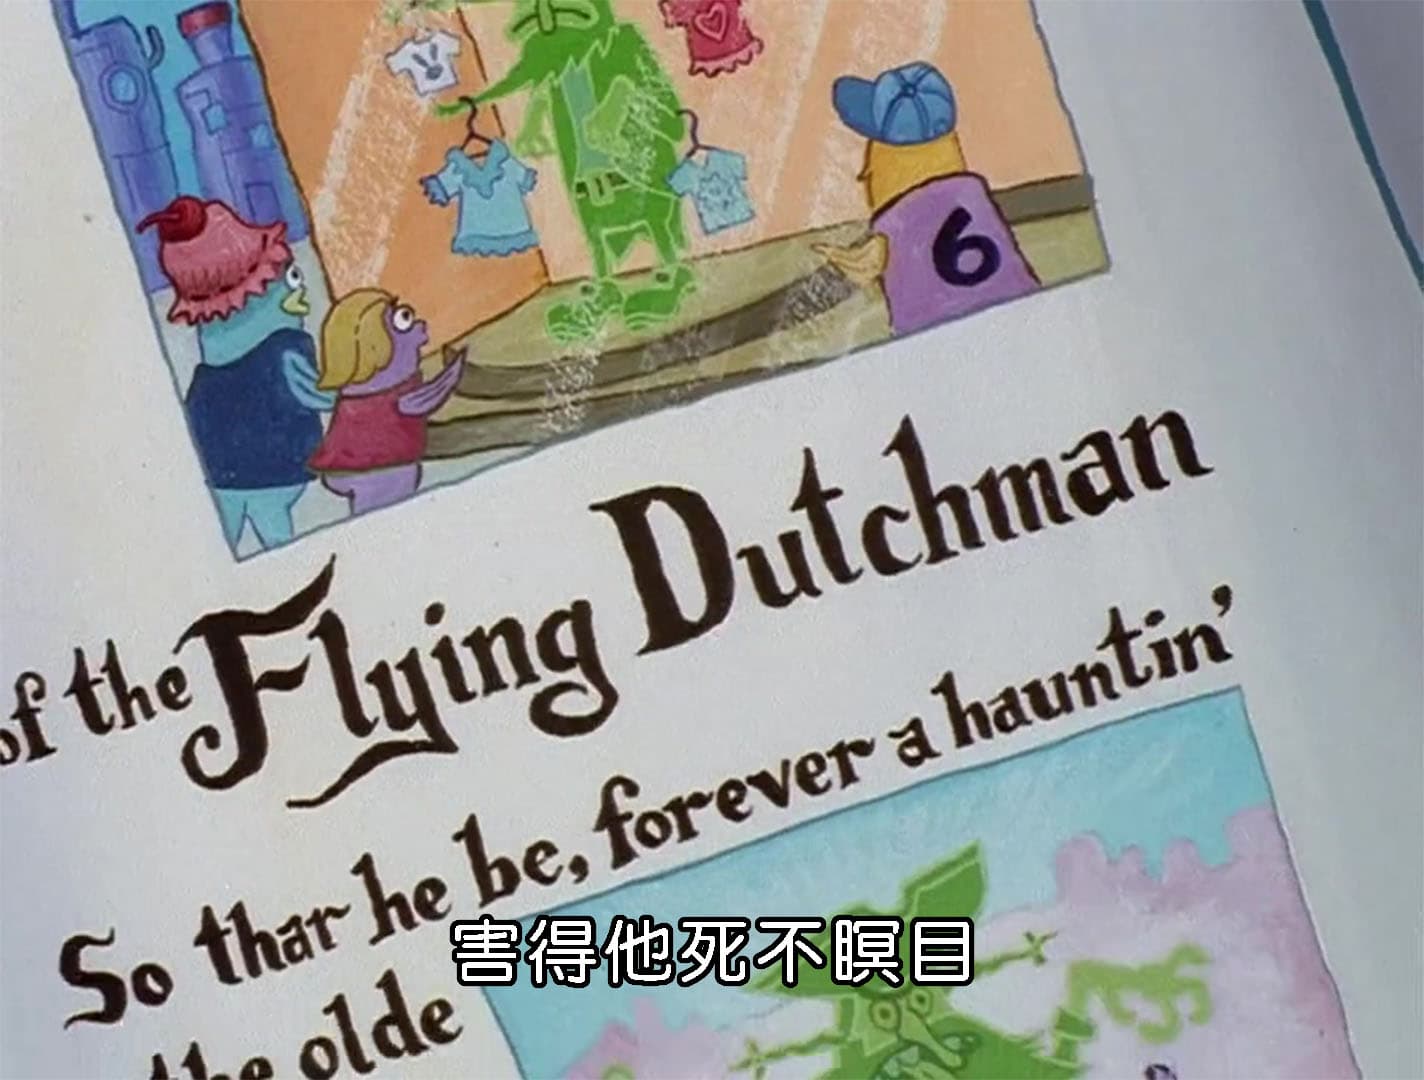 6
of the Flying Dutchman
So thar he be, forever a hauntin'
the olde
害得他死不瞑目